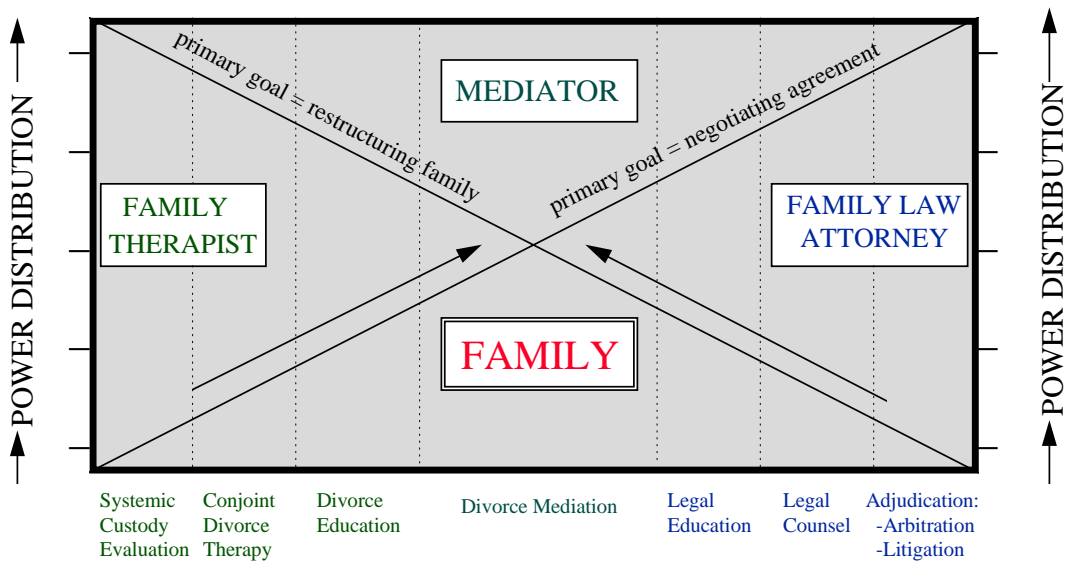 POWER DISTRIBUTION
primary goal = restructuring family
primary goal = negotiating agreement
MEDIATOR
FAMILY
THERAPIST
FAMILY LAW
ATTORNEY
FAMILY
POWER DISTRIBUTION
Systemic
Custody
Evaluation
Conjoint
Divorce
Therapy
Divorce
Education
Divorce Mediation
Legal
Education
Legal
Counsel
Adjudication:
-Arbitration
-Litigation